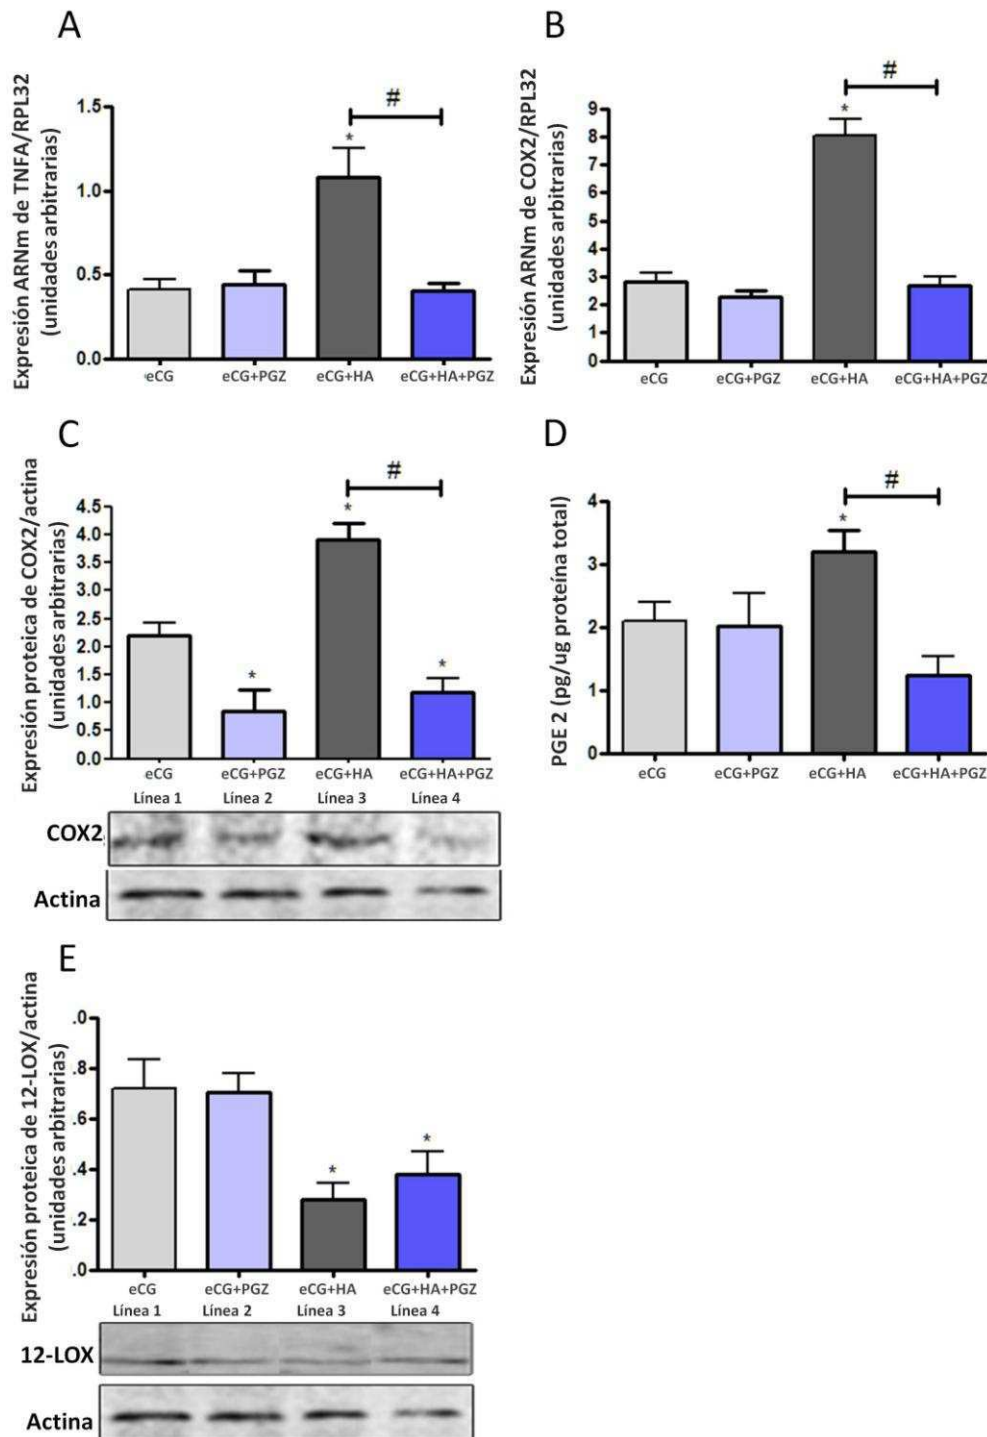 A
Expresión ARNm de TNFA/RPL32
(unidades arbitrarias)
1.5
1.0
0.5
0.0
*
#
eCG
eCG+PGZ
eCG+HA
eCG+HA+PGZ
B
Expresión ARNm de COX2/RPL32
(unidades arbitrarias)
9
8
7
6
5
4
3
2
1
0
*
#
eCG
eCG+PGZ
eCG+HA
eCG+HA+PGZ
C
Expresión proteica de COX2/actina
(unidades arbitrarias)
4.5
4.0
3.5
3.0
2.5
2.0
1.5
1.0
0.5
0.0
*
*
#
*
eCG
eCG+PGZ
eCG+HA
eCG+HA+PGZ
Línea 1
Línea 2
Línea 3
Línea 4
COX2
Actina
D
PGE 2 (pg/ug proteína total)
4
3
2
1
0
*
#
eCG
eCG+PGZ
eCG+HA
eCG+HA+PGZ
E
Expresión proteica de 12-LOX/actina
(unidades arbitrarias)
.0
.8
.6
.4
.2
.0
*
*
eCG
eCG+PGZ
eCG+HA
eCG+HA+PGZ
Línea 1
Línea 2
Línea 3
Línea 4
12-LOX
Actina